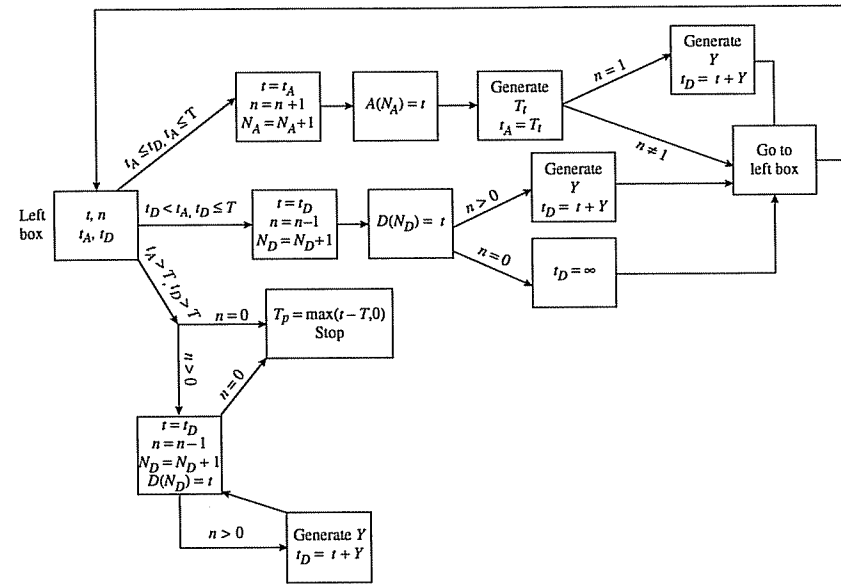 t_A ≤ t_D, t_A ≤ T
t = t_A
n = n + 1
N_A = N_A + 1
A(N_A) = t
Generate
T_t
t_A = T_t
n = 1
n ≠ 1
Generate
Y
t_D = t + Y
Go to
left box
Left
box
t, n
t_A, t_D
t_D < t_A, t_D ≤ T
t = t_D
n = n − 1
N_D = N_D + 1
D(N_D) = t
n > 0
n = 0
Generate
Y
t_D = t + Y
t_D = ∞
t_A > T, t_D > T
n = 0
T_p = max(t − T,0)
Stop
n > 0
n = 0
t = t_D
n = n − 1
N_D = N_D + 1
D(N_D) = t
n > 0
Generate Y
t_D = t + Y